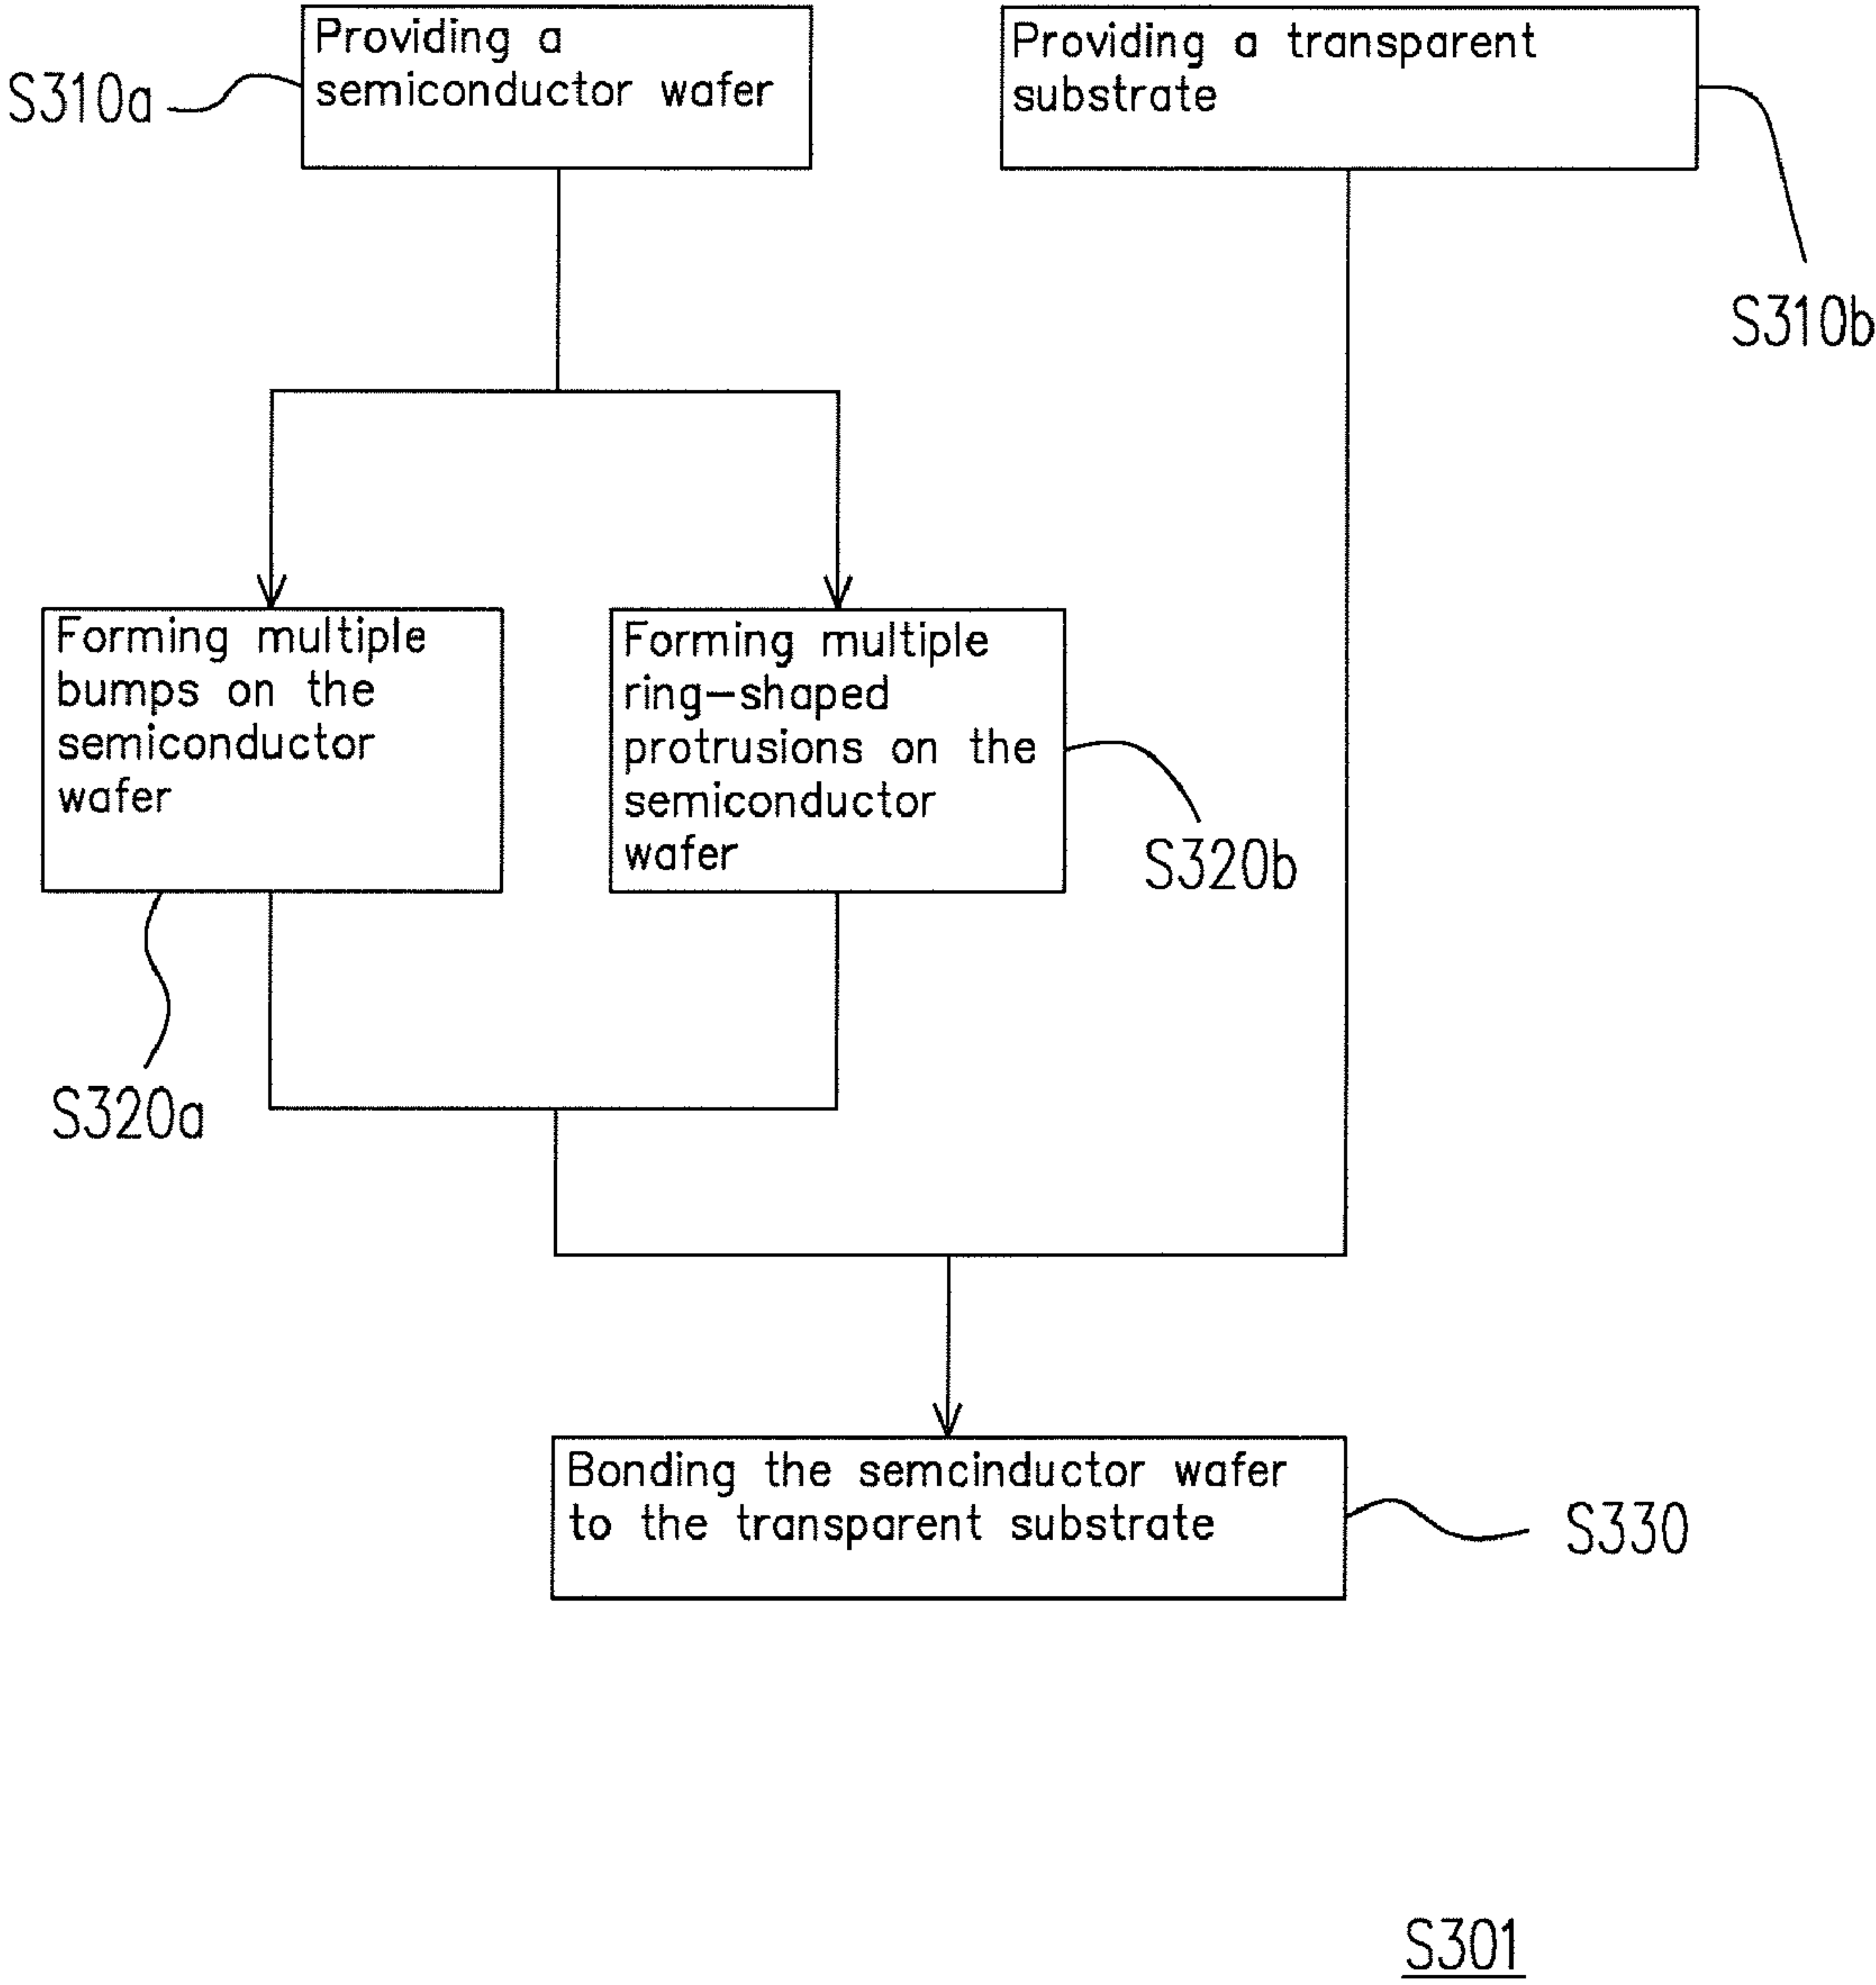 Providing a
semiconductor wafer
S310a
Providing a transparent
substrate
S310b
Forming multiple
bumps on the
semiconductor
wafer
S320a
Forming multiple
ring-shaped
protrusions on the
semiconductor
wafer
S320b
Bonding the semcinductor wafer
to the transparent substrate
S330
S301